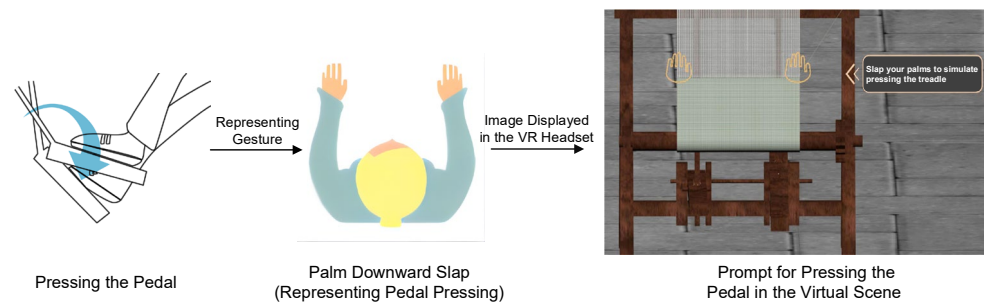 Representing
Gesture
Image Displayed
in the VR Headset
Slap your palms to simulate
pressing the treadle
Pressing the Pedal
Palm Downward Slap
(Representing Pedal Pressing)
Prompt for Pressing the
Pedal in the Virtual Scene